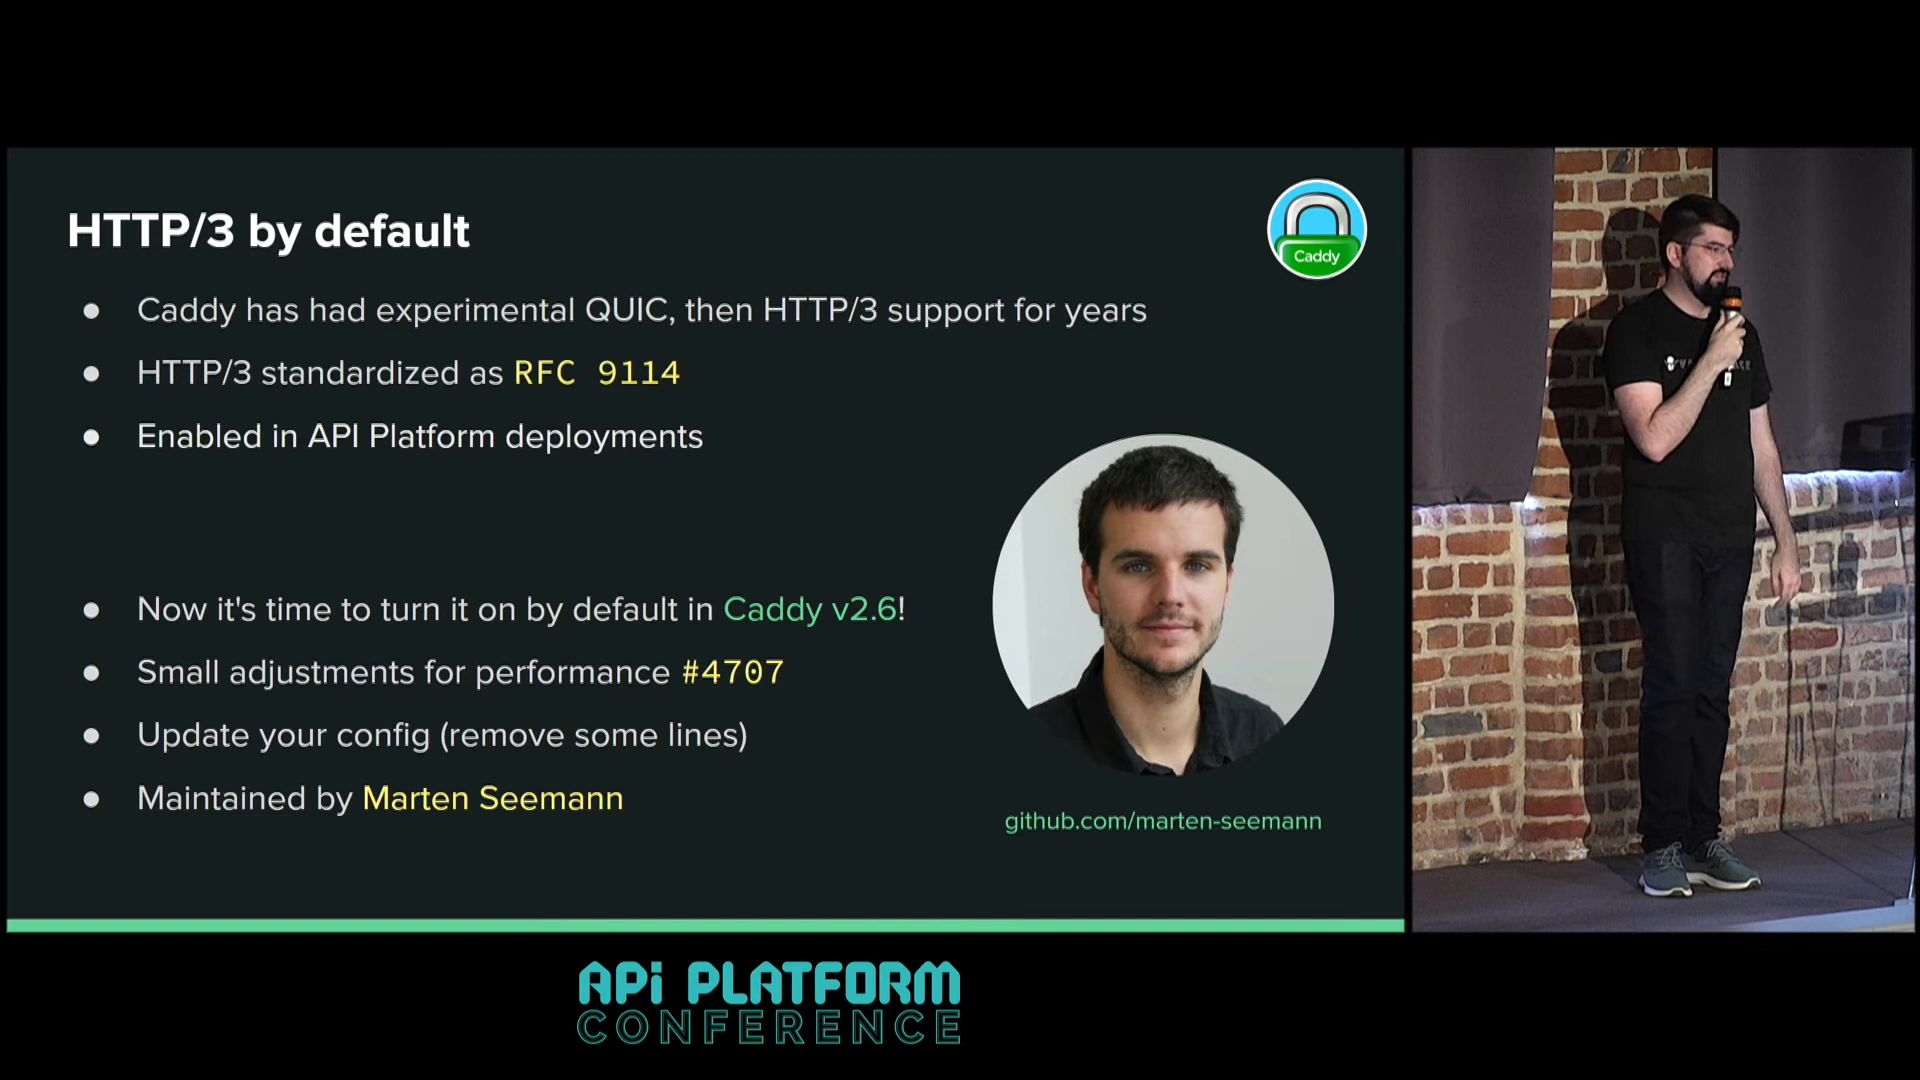 HTTP/3 by default
Caddy
● Caddy has had experimental QUIC, then HTTP/3 support for years
● HTTP/3 standardized as RFC 9114
● Enabled in API Platform deployments
● Now it's time to turn it on by default in Caddy v2.6!
● Small adjustments for performance #4707
● Update your config (remove some lines)
● Maintained by Marten Seemann
github.com/marten-seemann
API PLATFORM
CONFERENCE